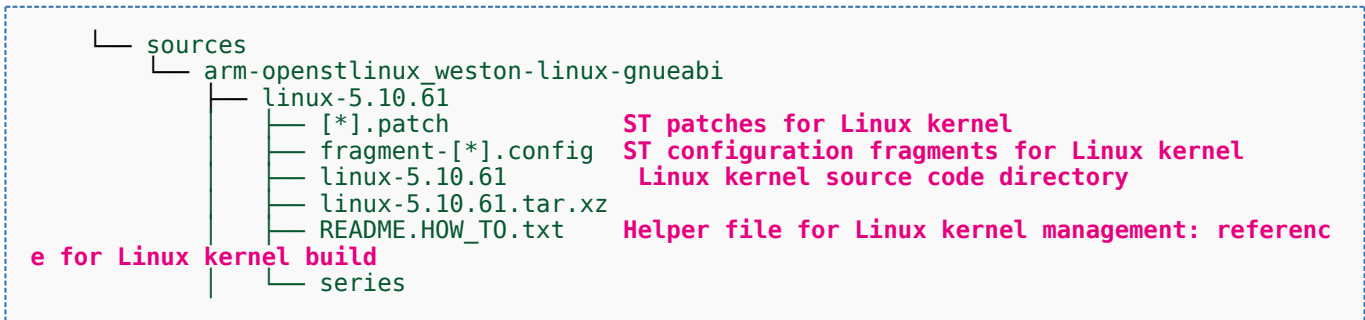 └── sources
    └── arm-openstlinux_weston-linux-gnueabi
        ├── linux-5.10.61
        │   ├── [*].patch           ST patches for Linux kernel
        │   ├── fragment-[*].config  ST configuration fragments for Linux kernel
        │   ├── linux-5.10.61        Linux kernel source code directory
        │   ├── linux-5.10.61.tar.xz
        │   ├── README.HOW_TO.txt    Helper file for Linux kernel management: referenc
e for Linux kernel build
        │   └── series